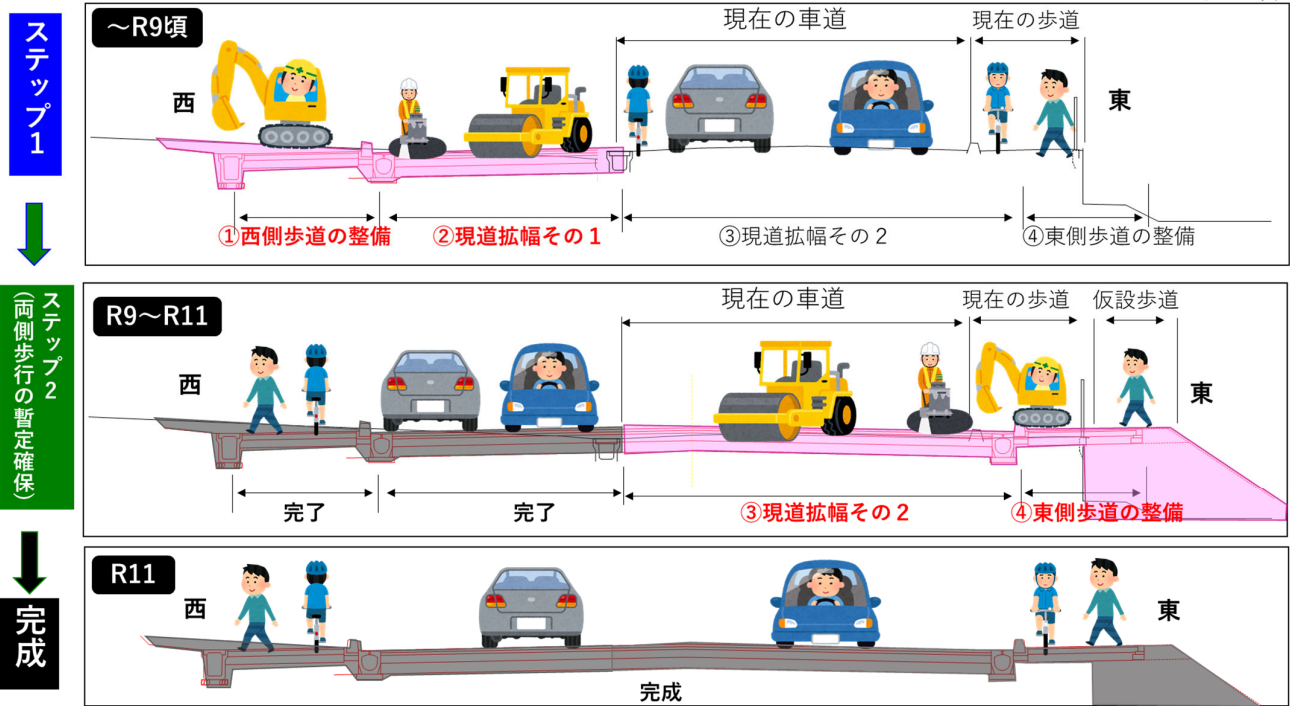 ステップ1
~R9頃
現在の車道
現在の歩道
西
東
①西側歩道の整備
②現道拡幅その1
③現道拡幅その2
④東側歩道の整備
ステップ2
(両側歩行の暫定確保)
R9~R11
現在の車道
現在の歩道
仮設歩道
西
東
完了
完了
③現道拡幅その2
④東側歩道の整備
完成
R11
西
東
完成